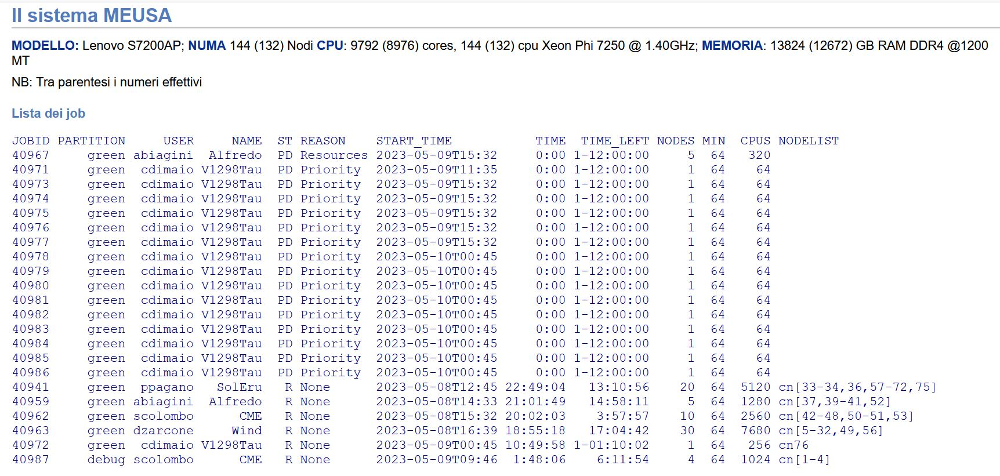 Il sistema MEUSA
MODELLO: Lenovo S7200AP; NUMA 144 (132) Nodi CPU: 9792 (8976) cores, 144 (132) cpu Xeon Phi 7250 @ 1.40GHz; MEMORIA: 13824 (12672) GB RAM DDR4 @1200
MT
NB: Tra parentesi i numeri effettivi
Lista dei job
JOBID PARTITION USER NAME ST REASON START_TIME TIME TIME_LEFT NODES MIN CPUS NODELIST
40967 green abiagini Alfredo PD Resources 2023-05-09T15:32 0:00 1-12:00:00 5 64 320
40971 green cdimaio V1298Tau PD Priority 2023-05-09T11:35 0:00 1-12:00:00 1 64 64
40973 green cdimaio V1298Tau PD Priority 2023-05-09T15:32 0:00 1-12:00:00 1 64 64
40974 green cdimaio V1298Tau PD Priority 2023-05-09T15:32 0:00 1-12:00:00 1 64 64
40975 green cdimaio V1298Tau PD Priority 2023-05-09T15:32 0:00 1-12:00:00 1 64 64
40976 green cdimaio V1298Tau PD Priority 2023-05-09T15:32 0:00 1-12:00:00 1 64 64
40977 green cdimaio V1298Tau PD Priority 2023-05-09T15:32 0:00 1-12:00:00 1 64 64
40978 green cdimaio V1298Tau PD Priority 2023-05-10T00:45 0:00 1-12:00:00 1 64 64
40979 green cdimaio V1298Tau PD Priority 2023-05-10T00:45 0:00 1-12:00:00 1 64 64
40980 green cdimaio V1298Tau PD Priority 2023-05-10T00:45 0:00 1-12:00:00 1 64 64
40981 green cdimaio V1298Tau PD Priority 2023-05-10T00:45 0:00 1-12:00:00 1 64 64
40982 green cdimaio V1298Tau PD Priority 2023-05-10T00:45 0:00 1-12:00:00 1 64 64
40983 green cdimaio V1298Tau PD Priority 2023-05-10T00:45 0:00 1-12:00:00 1 64 64
40984 green cdimaio V1298Tau PD Priority 2023-05-10T00:45 0:00 1-12:00:00 1 64 64
40985 green cdimaio V1298Tau PD Priority 2023-05-10T00:45 0:00 1-12:00:00 1 64 64
40986 green cdimaio V1298Tau PD Priority 2023-05-10T00:45 0:00 1-12:00:00 1 64 64
40941 green ppagano SolEru R None 2023-05-08T12:45 22:49:04 13:10:56 20 64 5120 cn[33-34,36,57-72,75]
40959 green abiagini Alfredo R None 2023-05-08T14:33 21:01:49 14:58:11 5 64 1280 cn[37,39-41,52]
40962 green scolombo CME R None 2023-05-08T15:32 20:02:03 3:57:57 10 64 2560 cn[42-48,50-51,53]
40963 green dzarcone Wind R None 2023-05-08T16:39 18:55:18 17:04:42 30 64 7680 cn[5-32,49,56]
40972 green cdimaio V1298Tau R None 2023-05-09T00:45 10:49:58 1-01:10:02 1 64 256 cn76
40987 debug scolombo CME R None 2023-05-09T09:46 1:48:06 6:11:54 4 64 1024 cn[1-4]